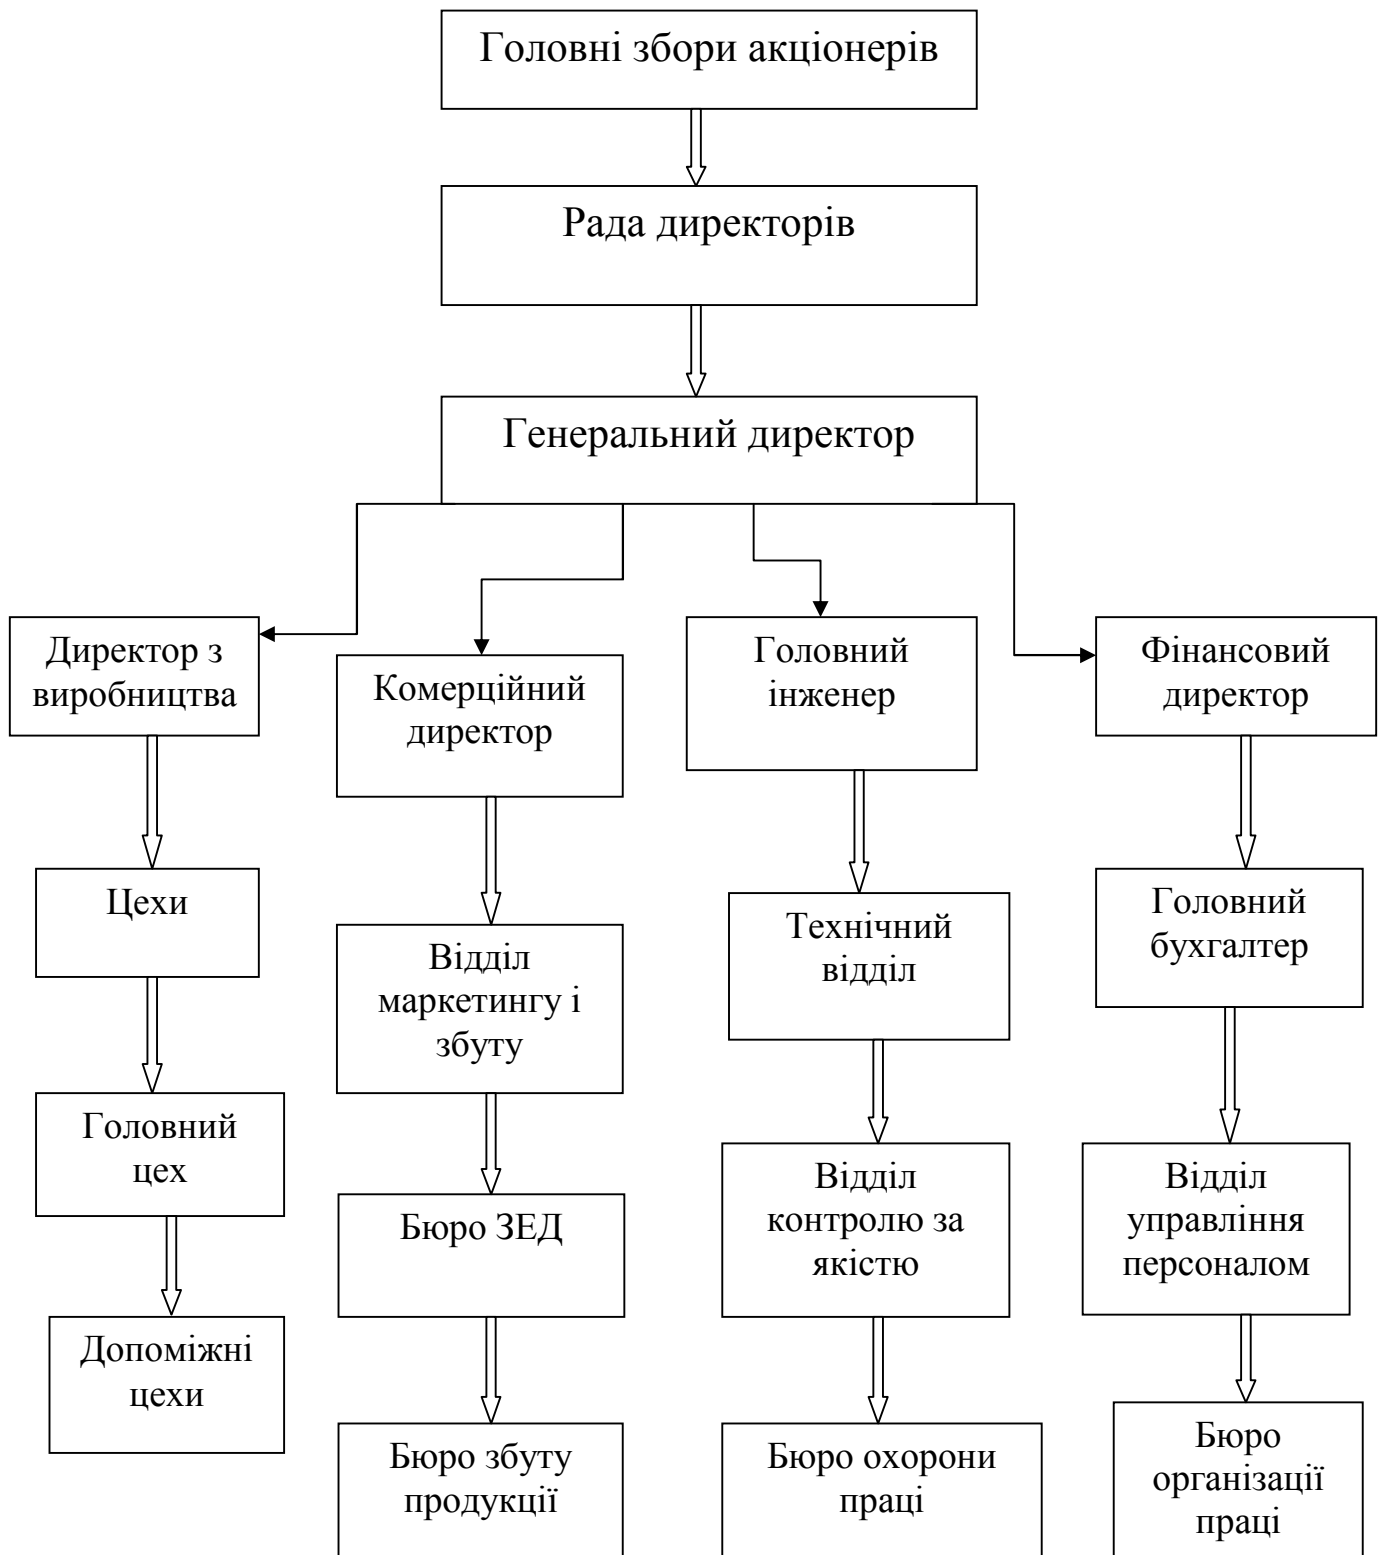 Головні збори акціонерів
Рада директорів
Генеральний директор
Директор з
виробництва
Комерційний
директор
Головний
інженер
Фінансовий
директор
Цехи
Відділ
маркетингу і
збуту
Технічний
відділ
Головний
бухгалтер
Головний
цех
Бюро ЗЕД
Відділ
контролю за
якістю
Відділ
управління
персоналом
Допоміжні
цехи
Бюро збуту
продукції
Бюро охорони
праці
Бюро
організації
праці